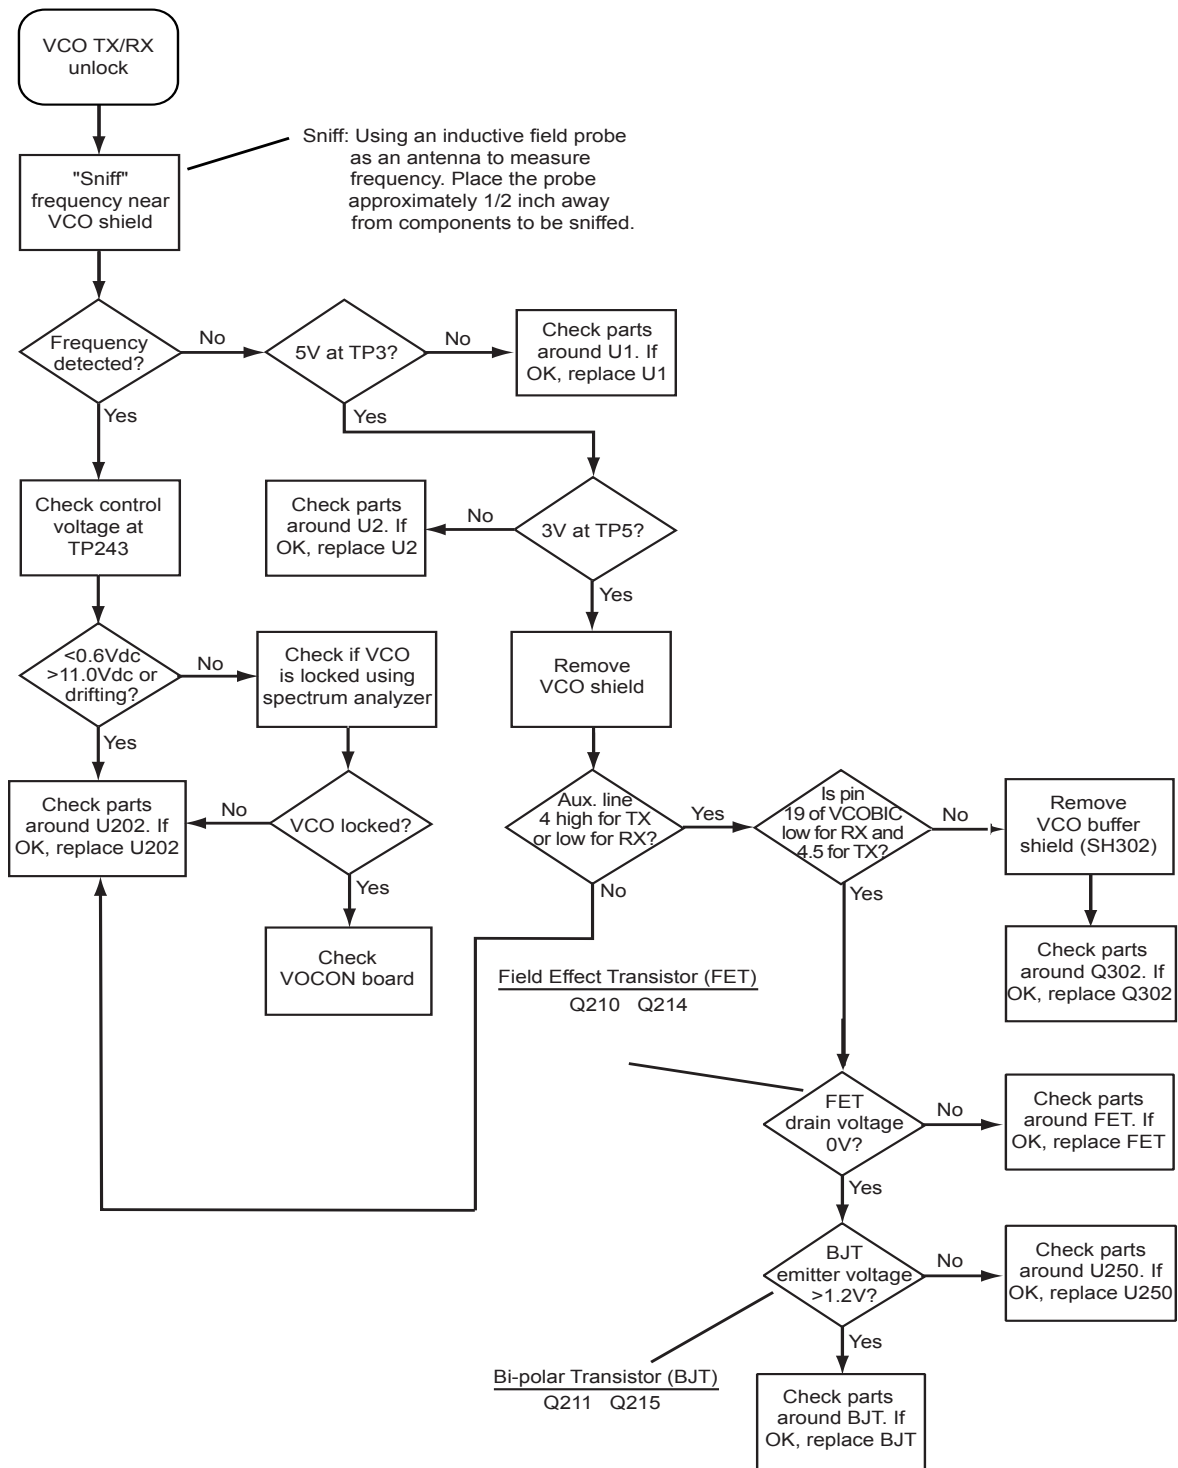 VCO TX/RX
unlock
"Sniff"
frequency near
VCO shield
Sniff: Using an inductive field probe
as an antenna to measure
frequency. Place the probe
approximately 1/2 inch away
from components to be sniffed.
Frequency
detected?
No
5V at TP3?
No
Check parts
around U1. If
OK, replace U1
Yes
Yes
Check control
voltage at
TP243
Check parts
around U2. If
OK, replace U2
No
3V at TP5?
Yes
<0.6Vdc
>11.0Vdc or
drifting?
No
Check if VCO
is locked using
spectrum analyzer
Remove
VCO shield
Yes
Check parts
around U202. If
OK, replace U202
No
VCO locked?
Aux. line
4 high for TX
or low for RX?
Yes
Is pin
19 of VCOBIC
low for RX and
4.5 for TX?
No
Remove
VCO buffer
shield (SH302)
Yes
No
Yes
Check
VOCON board
Check parts
around Q302. If
OK, replace Q302
Field Effect Transistor (FET)
Q210 Q214
FET
drain voltage
0V?
No
Check parts
around FET. If
OK, replace FET
Yes
BJT
emitter voltage
>1.2V?
No
Check parts
around U250. If
OK, replace U250
Yes
Bi-polar Transistor (BJT)
Q211 Q215
Check parts
around BJT. If
OK, replace BJT